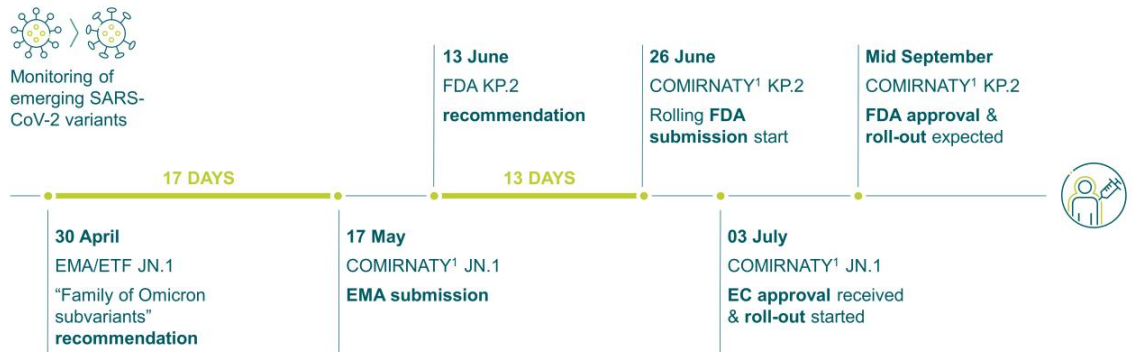 Monitoring of
emerging SARS-
CoV-2 variants
13 June
FDA KP.2
recommendation
26 June
COMIRNATY¹ KP.2
Rolling FDA
submission start
Mid September
COMIRNATY¹ KP.2
FDA approval &
roll-out expected
17 DAYS
13 DAYS
30 April
EMA/ETF JN.1
“Family of Omicron
subvariants”
recommendation
17 May
COMIRNATY¹ JN.1
EMA submission
03 July
COMIRNATY¹ JN.1
EC approval received
& roll-out started